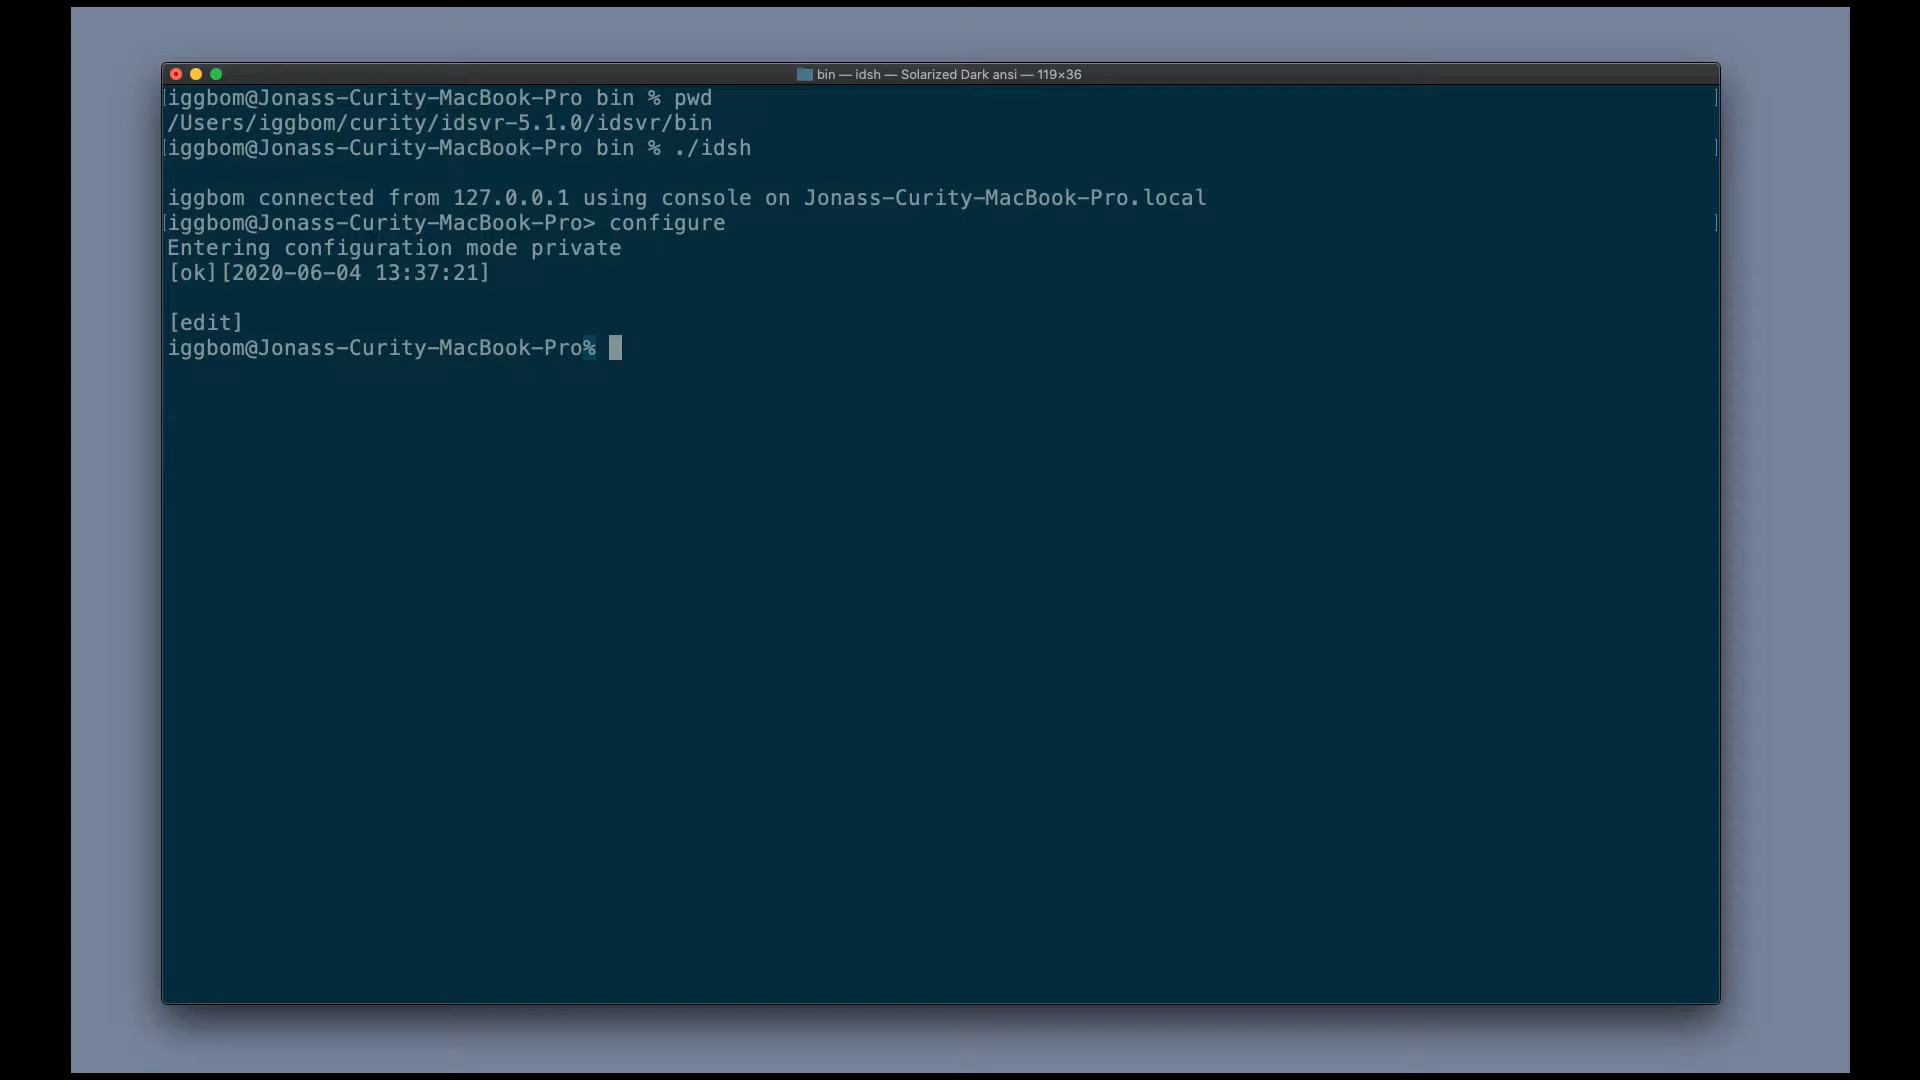 bin — idsh — Solarized Dark ansi — 119×36
[iggbom@Jonass-Curity-MacBook-Pro bin % pwd ]
/Users/iggbom/curity/idsvr-5.1.0/idsvr/bin
[iggbom@Jonass-Curity-MacBook-Pro bin % ./idsh ]
iggbom connected from 127.0.0.1 using console on Jonass-Curity-MacBook-Pro.local
[iggbom@Jonass-Curity-MacBook-Pro> configure ]
Entering configuration mode private
[ok][2020-06-04 13:37:21]
[edit]
iggbom@Jonass-Curity-MacBook-Pro%